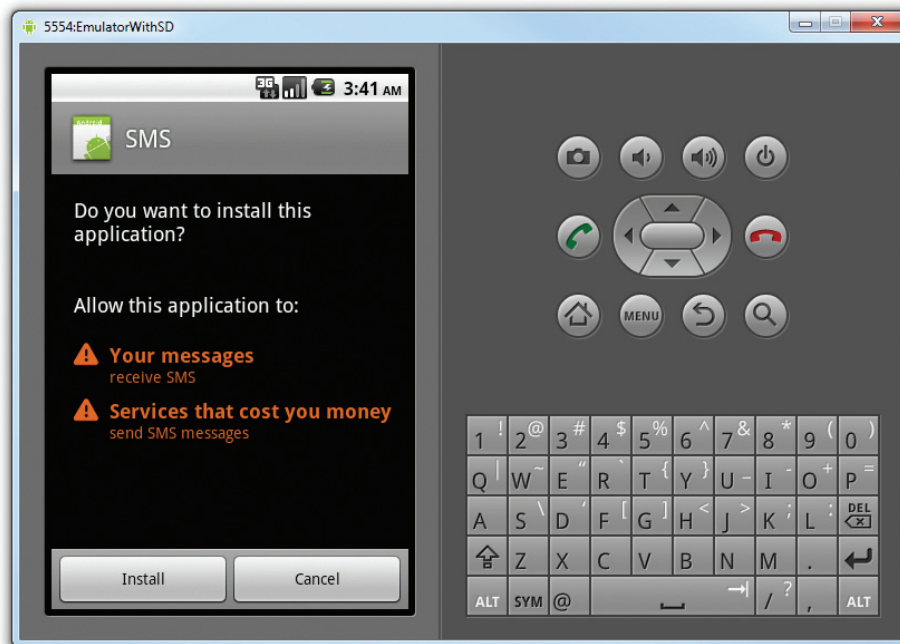 5554:EmulatorWithSD
3G 3:41 AM
Android
SMS
Do you want to install this
application?
Allow this application to:
Your messages
receive SMS
Services that cost you money
send SMS messages
Install Cancel
MENU
1 ! 2 @ 3 # 4 $ 5 % 6 ^ 7 & 8 * 9 ( 0 )
Q | W ~ E “ R ` T { Y } U _ I - O + P =
A S \ D ‘ F [ G ] H < J > K ; L : DEL
Z X C V B N M .
ALT SYM @ / ? , ALT